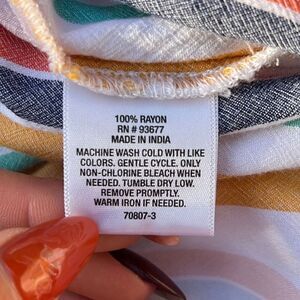 100% RAYON
RN # 93677
MADE IN INDIA
MACHINE WASH COLD WITH LIKE
COLORS. GENTLE CYCLE. ONLY
NON-CHLORINE BLEACH WHEN
NEEDED. TUMBLE DRY LOW.
REMOVE PROMPTLY.
WARM IRON IF NEEDED.
70807-3